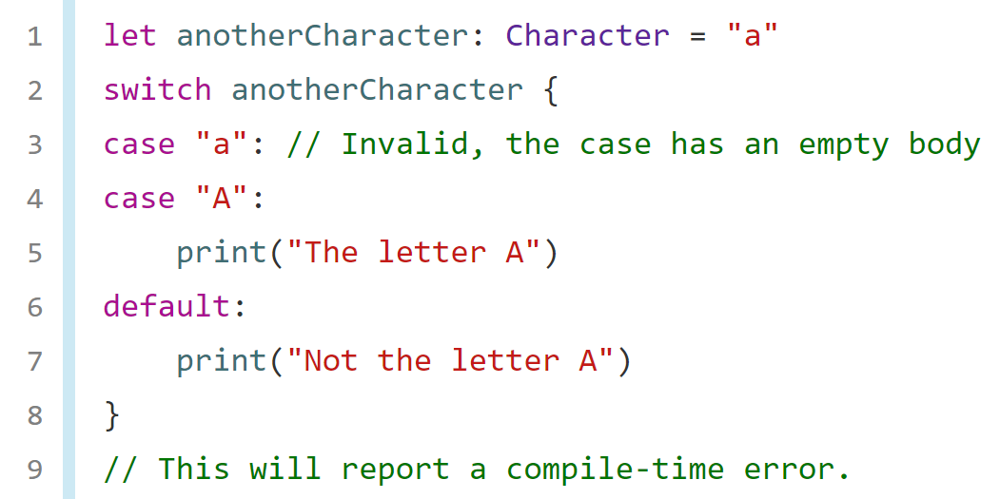 1 let anotherCharacter: Character = "a"
2 switch anotherCharacter {
3 case "a": // Invalid, the case has an empty body
4 case "A":
5     print("The letter A")
6 default:
7     print("Not the letter A")
8 }
9 // This will report a compile-time error.